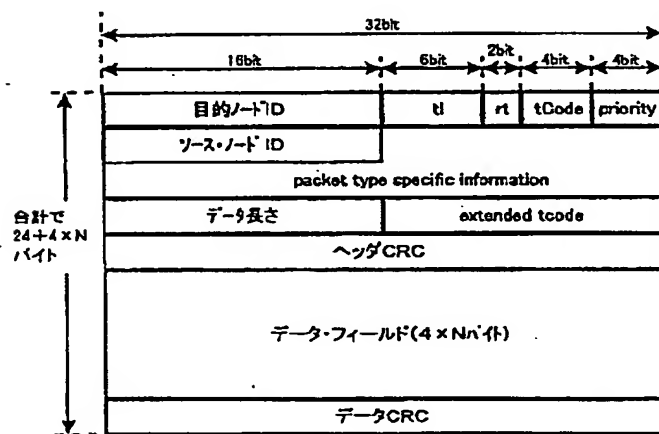 32bit
16bit 6bit 2bit 4bit 4bit
目的ノードID tl rt tCode priority
ソース・ノードID
packet type specific information
データ長さ extended tcode
ヘッダCRC
データ・フィールド(4×Nバイト)
データCRC
合計で
24+4×N
バイト